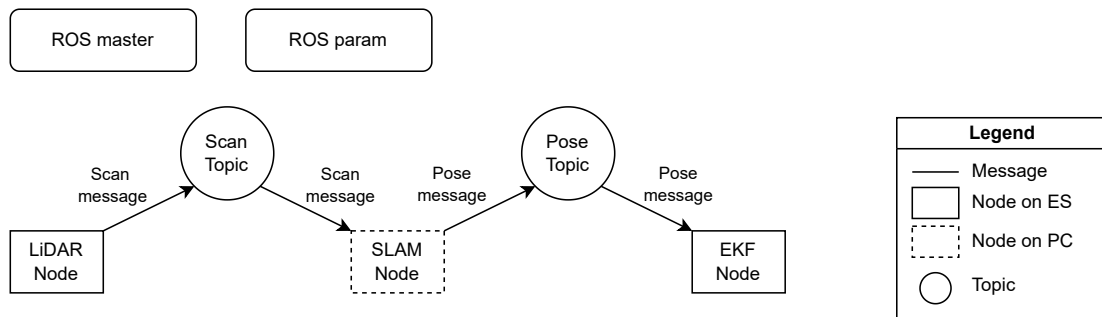 ROS master
ROS param
Scan
Topic
Pose
Topic
Scan
message
Scan
message
Pose
message
Pose
message
LiDAR
Node
SLAM
Node
EKF
Node
Legend
Message
Node on ES
Node on PC
Topic